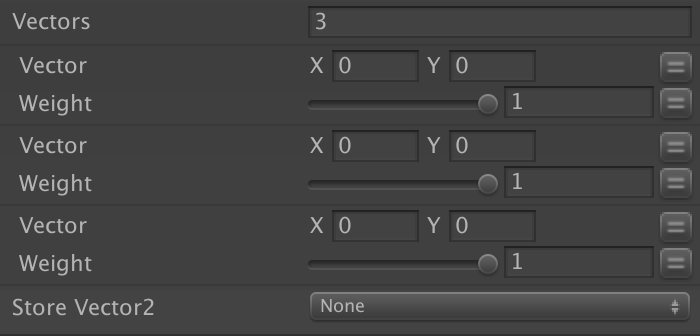 Vectors 3
Vector X 0 Y 0
Weight 1
Vector X 0 Y 0
Weight 1
Vector X 0 Y 0
Weight 1
Store Vector2 None